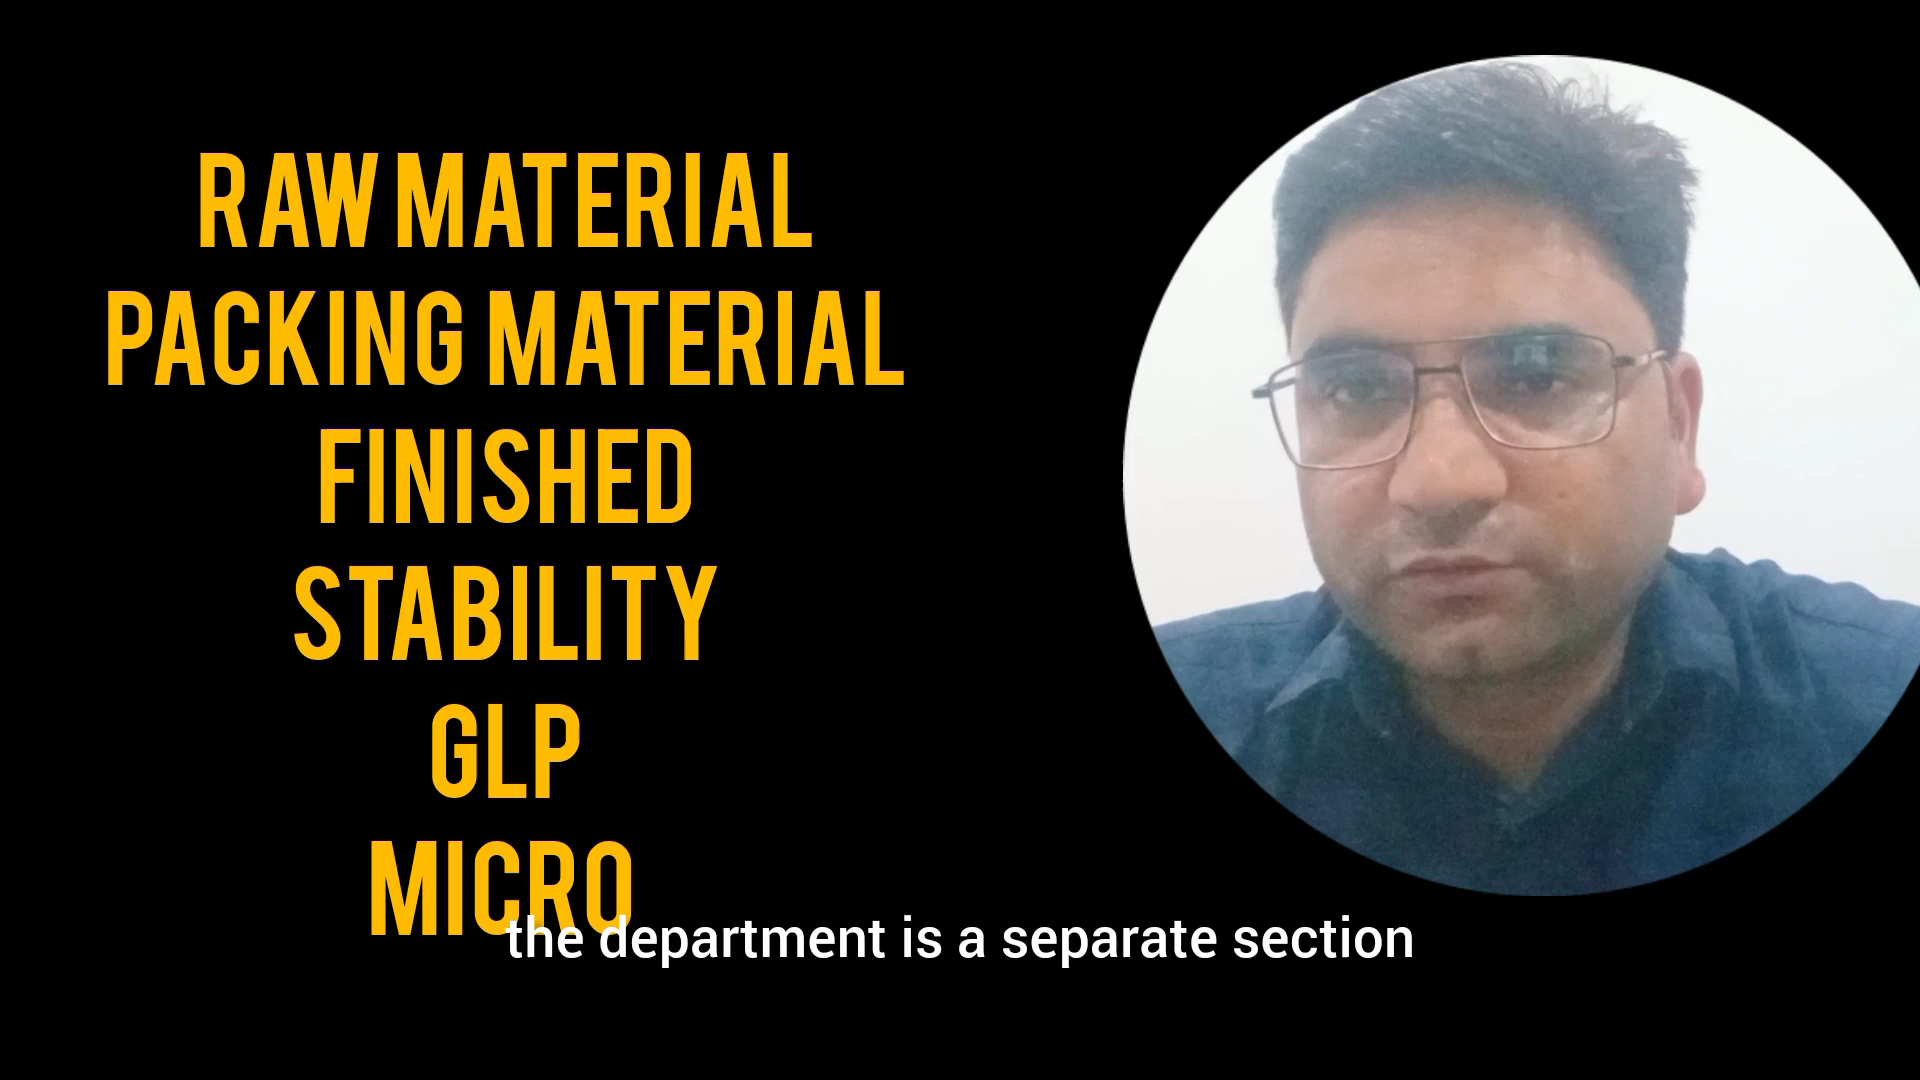 RAW MATERIAL
PACKING MATERIAL
FINISHED
STABILITY
GLP
MICRO
the department is a separate section